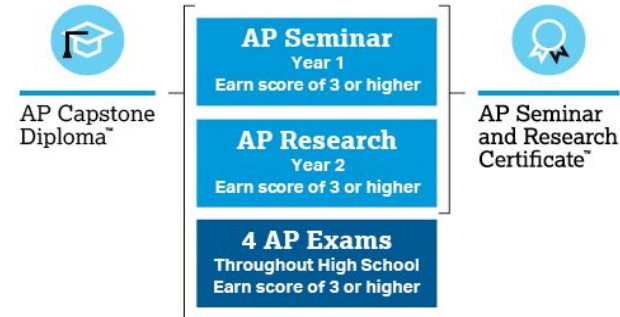 AP Capstone
Diploma™
AP Seminar
Year 1
Earn score of 3 or higher
AP Research
Year 2
Earn score of 3 or higher
4 AP Exams
Throughout High School
Earn score of 3 or higher
AP Seminar
and Research
Certificate™